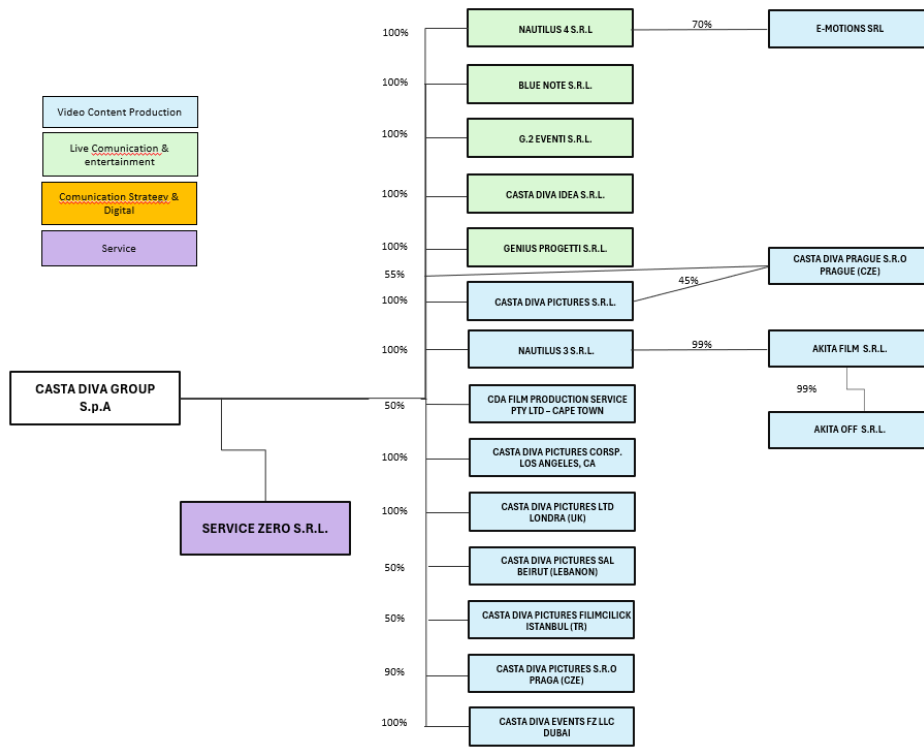 100%
NAUTILUS 4 S.R.L
70%
E-MOTIONS SRL
100%
BLUE NOTE S.R.L.
Video Content Production
Live Comunication &
entertainment
Comunication Strategy &
Digital
Service
100%
G.2 EVENTI S.R.L.
100%
CASTA DIVA IDEA S.R.L.
100%
GENIUS PROGETTI S.R.L.
55%
CASTA DIVA PRAGUE S.R.O
PRAGUE (CZE)
45%
100%
CASTA DIVA PICTURES S.R.L.
100%
NAUTILUS 3 S.R.L.
99%
AKITA FILM S.R.L.
99%
AKITA OFF S.R.L.
CASTA DIVA GROUP
S.p.A
SERVICE ZERO S.R.L.
50%
CDA FILM PRODUCTION SERVICE
PTY LTD – CAPE TOWN
100%
CASTA DIVA PICTURES CORSP.
LOS ANGELES, CA
100%
CASTA DIVA PICTURES LTD
LONDRA (UK)
50%
CASTA DIVA PICTURES SAL
BEIRUT (LEBANON)
50%
CASTA DIVA PICTURES FILIMCILICK
ISTANBUL (TR)
90%
CASTA DIVA PICTURES S.R.O
PRAGA (CZE)
100%
CASTA DIVA EVENTS FZ LLC
DUBAI